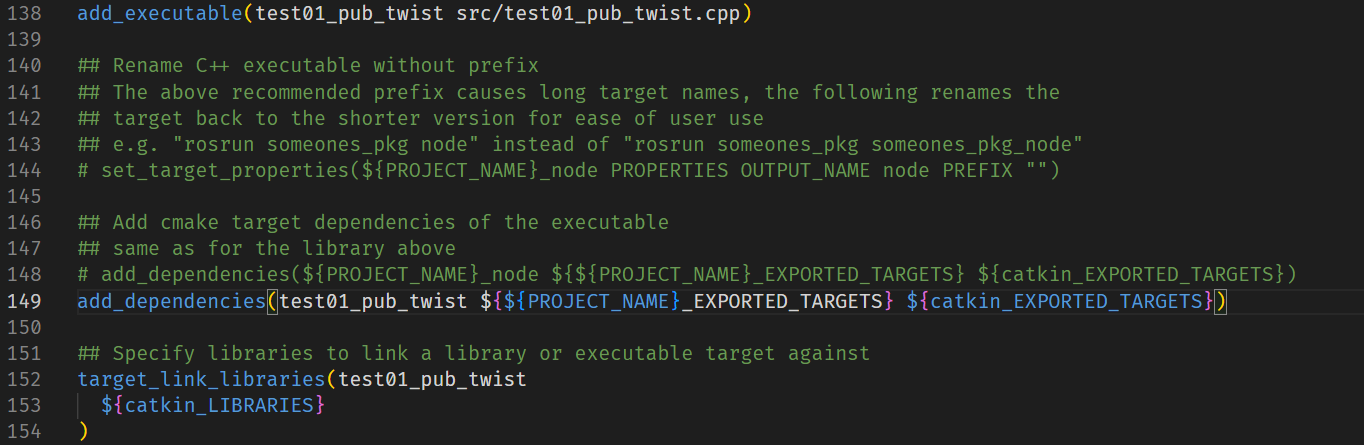 138 add_executable(test01_pub_twist src/test01_pub_twist.cpp)
139
140 ## Rename C++ executable without prefix
141 ## The above recommended prefix causes long target names, the following renames the
142 ## target back to the shorter version for ease of user use
143 ## e.g. "rosrun someones_pkg node" instead of "rosrun someones_pkg someones_pkg_node"
144 # set_target_properties(${PROJECT_NAME}_node PROPERTIES OUTPUT_NAME node PREFIX "")
145
146 ## Add cmake target dependencies of the executable
147 ## same as for the library above
148 # add_dependencies(${PROJECT_NAME}_node ${${PROJECT_NAME}_EXPORTED_TARGETS} ${catkin_EXPORTED_TARGETS})
149 add_dependencies(test01_pub_twist ${${PROJECT_NAME}_EXPORTED_TARGETS} ${catkin_EXPORTED_TARGETS})
150
151 ## Specify libraries to link a library or executable target against
152 target_link_libraries(test01_pub_twist
153   ${catkin_LIBRARIES}
154 )